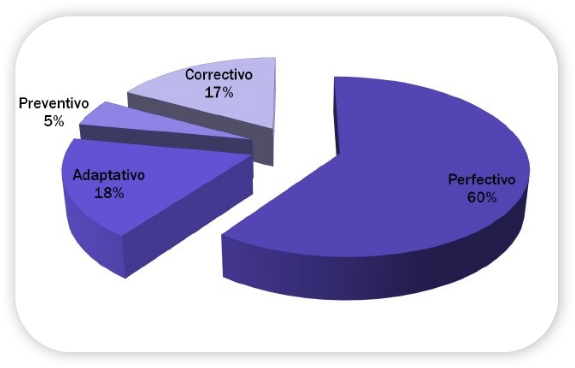 Correctivo
17%
Preventivo
5%
Adaptativo
18%
Perfectivo
60%